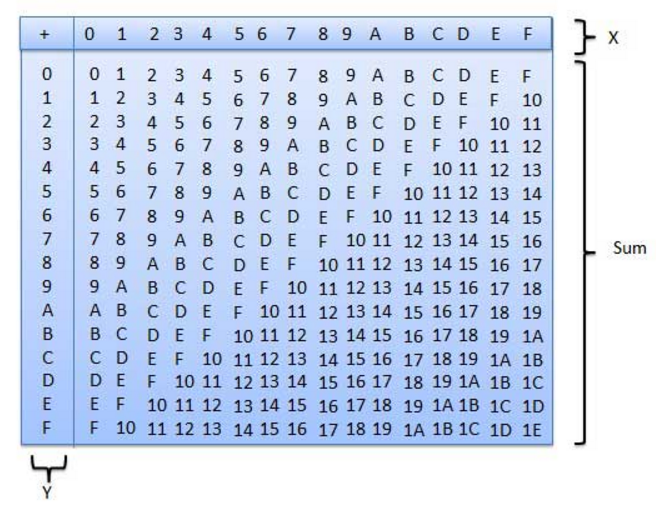 + 0 1 2 3 4 5 6 7 8 9 A B C D E F
X
0 0 1 2 3 4 5 6 7 8 9 A B C D E F
1 1 2 3 4 5 6 7 8 9 A B C D E F 10
2 2 3 4 5 6 7 8 9 A B C D E F 10 11
3 3 4 5 6 7 8 9 A B C D E F 10 11 12
4 4 5 6 7 8 9 A B C D E F 10 11 12 13
5 5 6 7 8 9 A B C D E F 10 11 12 13 14
6 6 7 8 9 A B C D E F 10 11 12 13 14 15
7 7 8 9 A B C D E F 10 11 12 13 14 15 16
Sum
8 8 9 A B C D E F 10 11 12 13 14 15 16 17
9 9 A B C D E F 10 11 12 13 14 15 16 17 18
A A B C D E F 10 11 12 13 14 15 16 17 18 19
B B C D E F 10 11 12 13 14 15 16 17 18 19 1A
C C D E F 10 11 12 13 14 15 16 17 18 19 1A 1B
D D E F 10 11 12 13 14 15 16 17 18 19 1A 1B 1C
E E F 10 11 12 13 14 15 16 17 18 19 1A 1B 1C 1D
F F 10 11 12 13 14 15 16 17 18 19 1A 1B 1C 1D 1E
Y